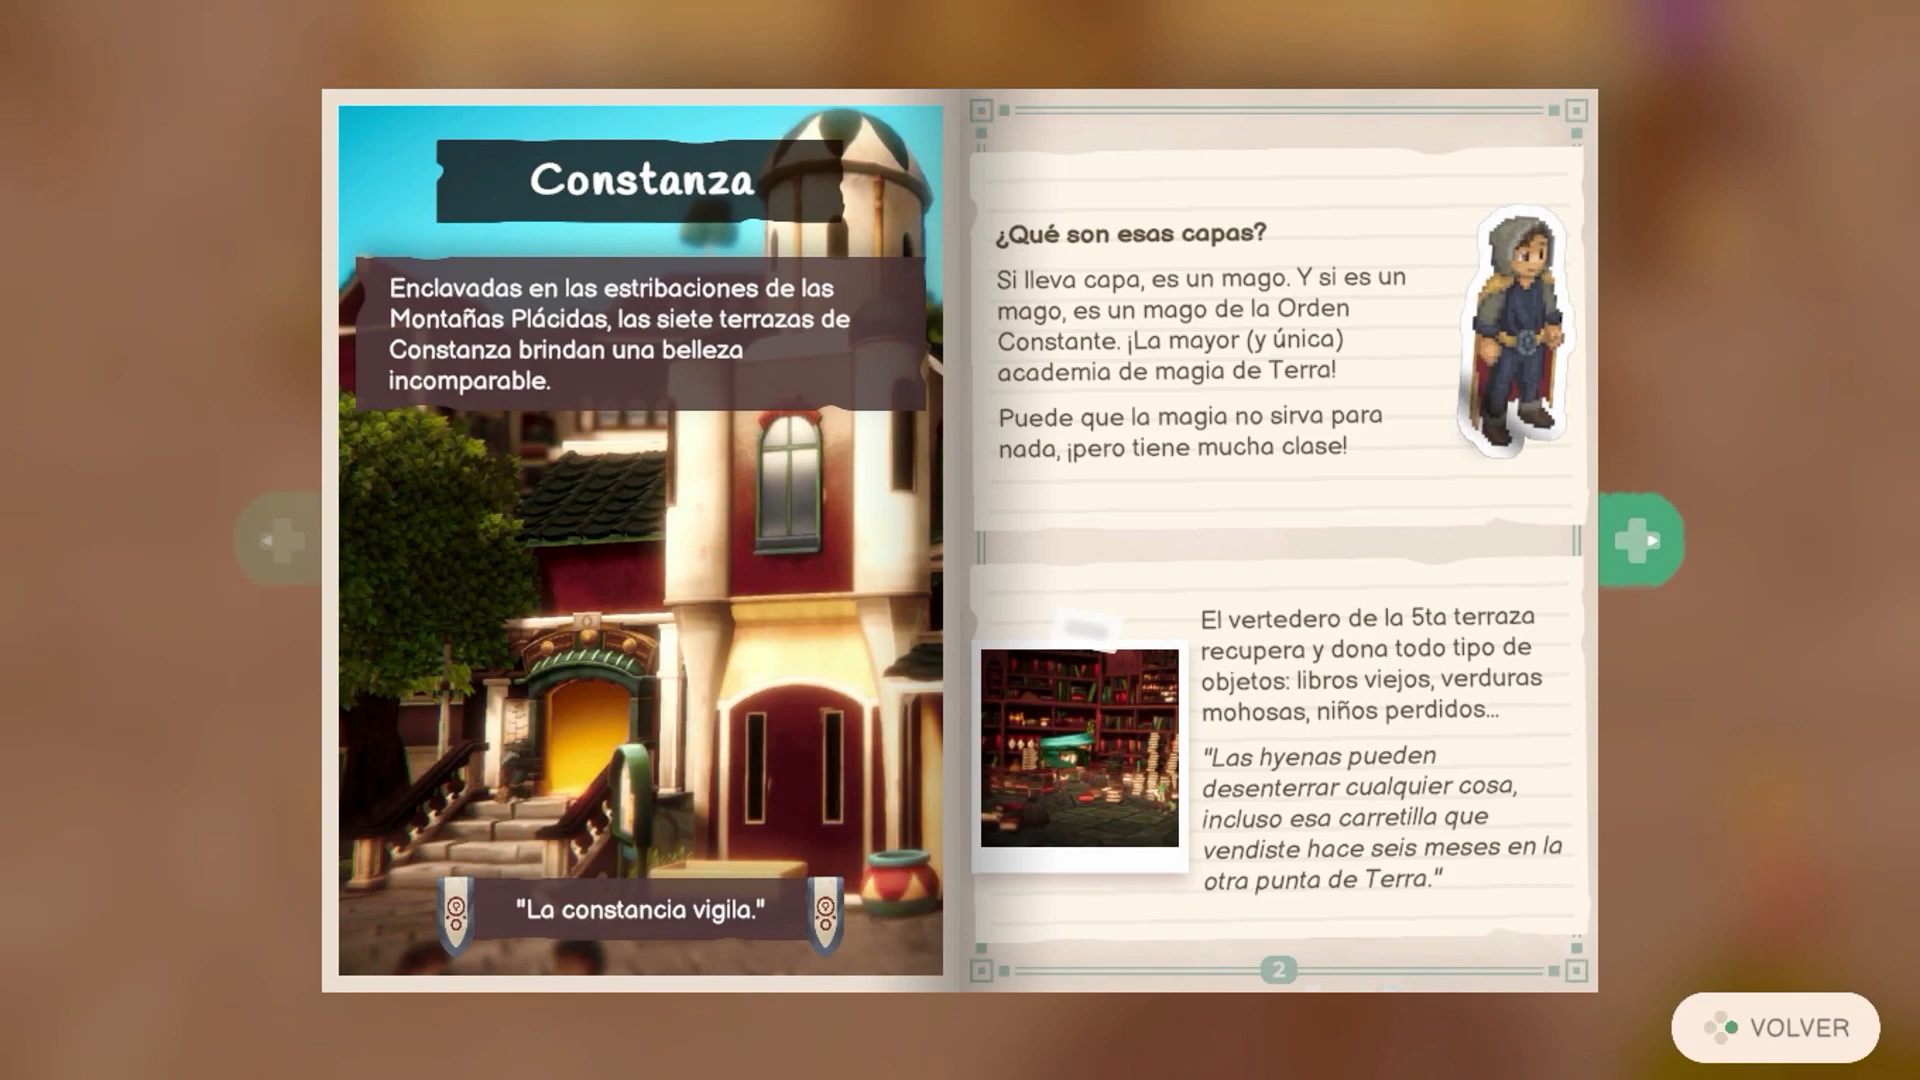 Constanza
Enclavadas en las estribaciones de las
Montañas Plácidas, las siete terrazas de
Constanza brindan una belleza
incomparable.
"La constancia vigila."
¿Qué son esas capas?
Si lleva capa, es un mago. Y si es un
mago, es un mago de la Orden
Constante. ¡La mayor (y única)
academia de magia de Terra!
Puede que la magia no sirva para
nada, ¡pero tiene mucha clase!
El vertedero de la 5ta terraza
recupera y dona todo tipo de
objetos: libros viejos, verduras
mohosas, niños perdidos...
"Las hyenas pueden
desenterrar cualquier cosa,
incluso esa carretilla que
vendiste hace seis meses en la
otra punta de Terra."
2
VOLVER